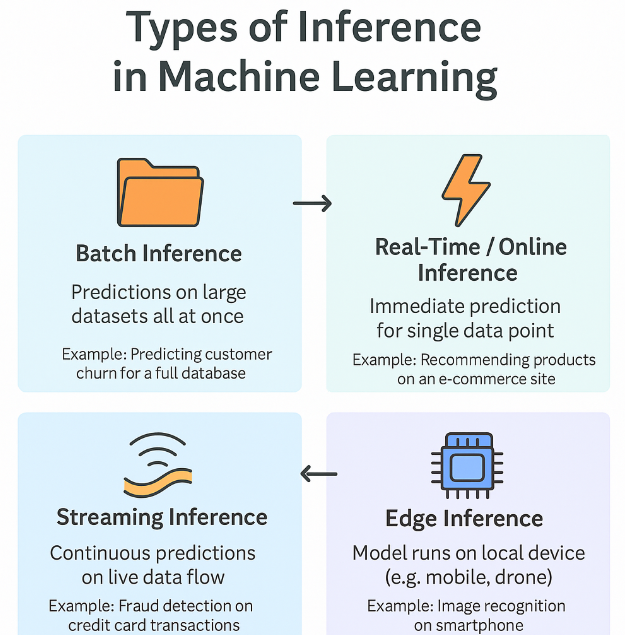 Types of Inference
in Machine Learning
Batch Inference
Predictions on large
datasets all at once
Example: Predicting customer
churn for a full database
Real-Time / Online
Inference
Immediate prediction
for single data point
Example: Recommending products
on an e-commerce site
Streaming Inference
Continuous predictions
on live data flow
Example: Fraud detection on
credit card transactions
Edge Inference
Model runs on local device
(e.g. mobile, drone)
Example: Image recognition
on smartphone